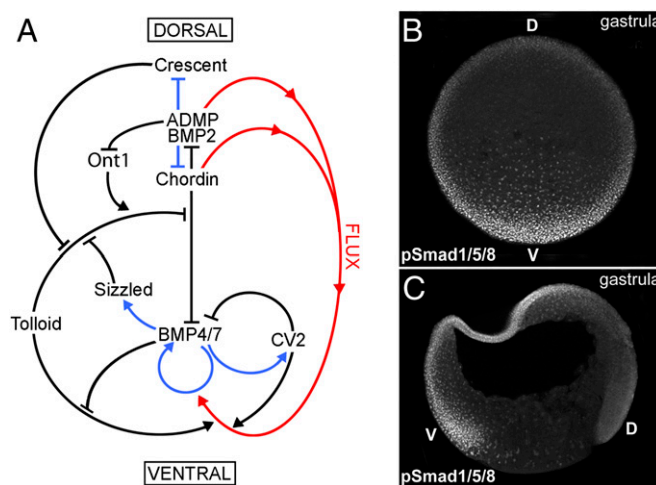 A
DORSAL
Crescent
ADMP
BMP2
Ont1
Chordin
FLUX
Sizzled
Tolloid
BMP4/7
CV2
VENTRAL
B
D
gastrula
pSmad1/5/8
V
C
gastrula
V
D
pSmad1/5/8